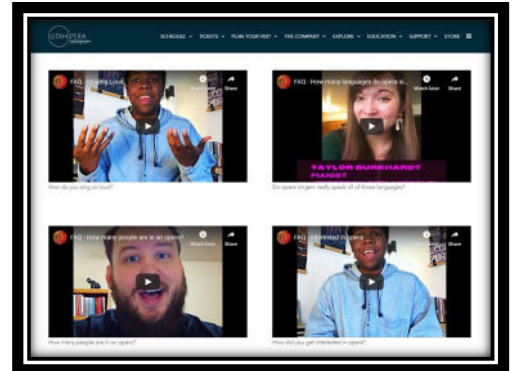 UTAH OPERA
SCHEDULE TICKETS PLAN YOUR VISIT THE COMPANY EXPLORE EDUCATION SUPPORT STORE
FAQ - Singing Loud
Watch later
Share
How do you sing so loud?
FAQ - How many languages do opera si...
Watch later
Share
TAYLOR BURKHARDT
PIANIST
Do opera singers really speak all of those languages?
FAQ - How many people are in an opera?
Watch later
Share
How many people are in an opera?
FAQ - Interested in opera
Watch later
Share
How did you get interested in opera?